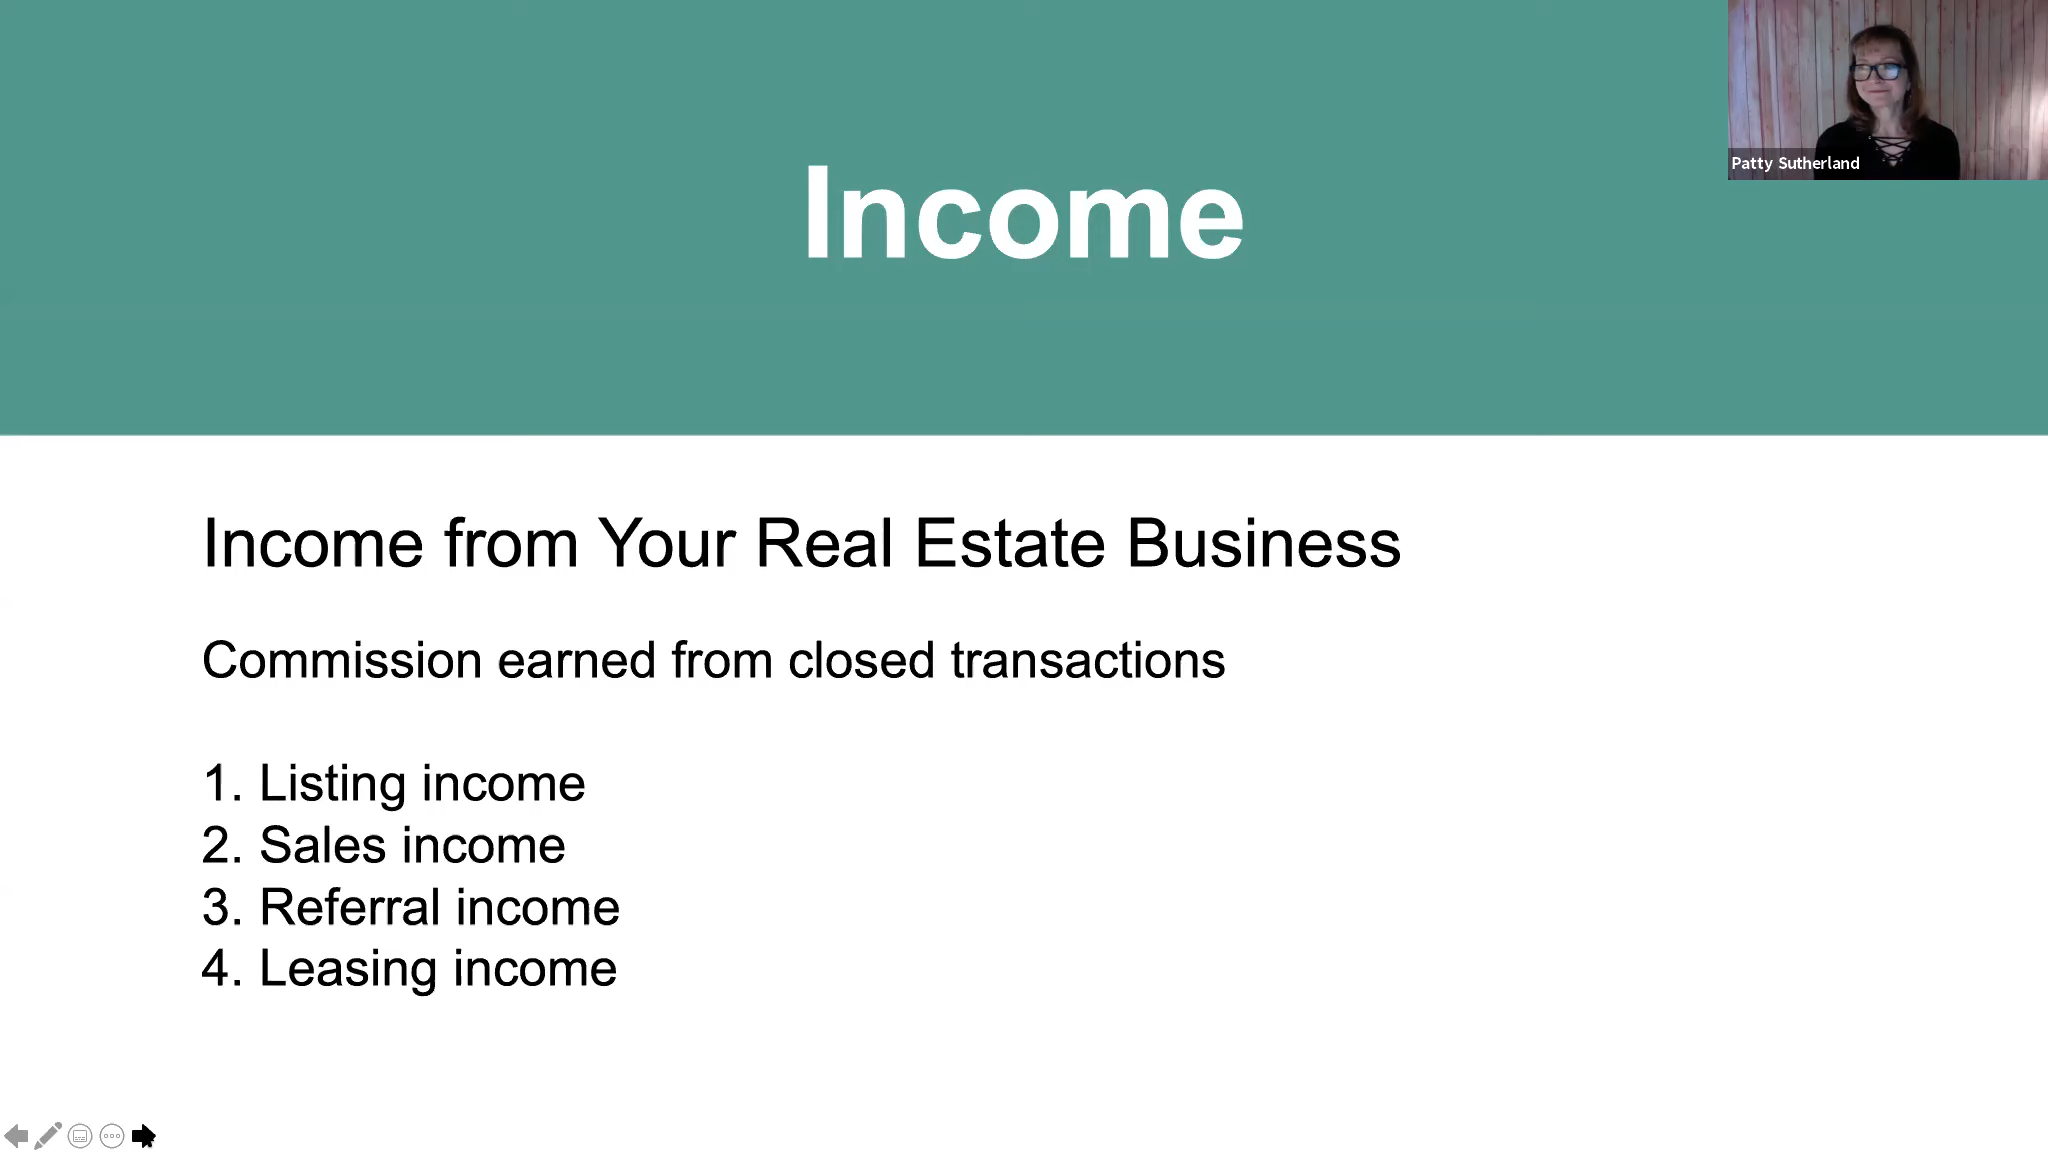 Income
Patty Sutherland
Income from Your Real Estate Business
Commission earned from closed transactions
1. Listing income
2. Sales income
3. Referral income
4. Leasing income